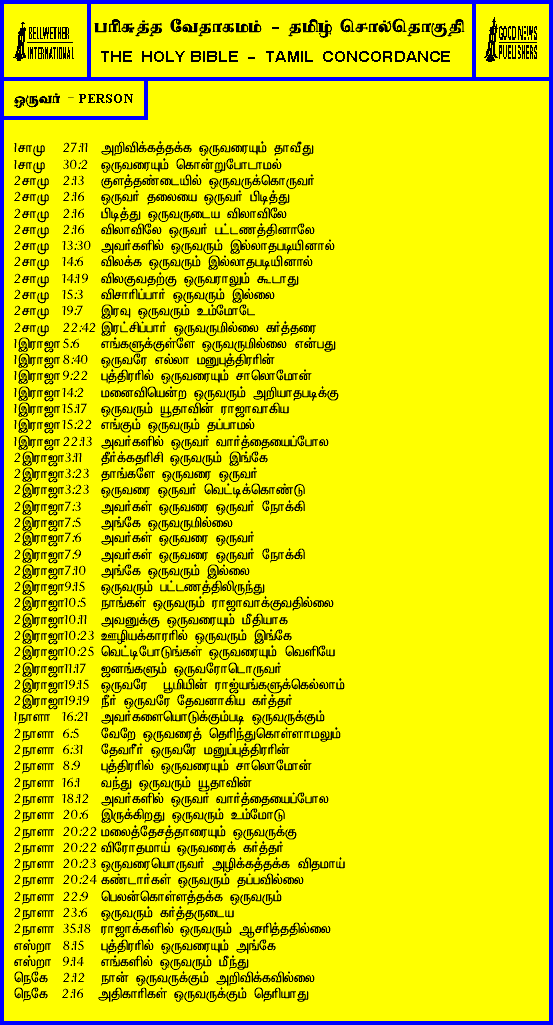 BELLWETHER
INTERNATIONAL
பரிசுத்த வேதாகமம் - தமிழ் சொல்தொகுதி
THE HOLY BIBLE - TAMIL CONCORDANCE
GOOD NEWS
PUBLISHERS
ஒருவர் - PERSON
1சாமு 27:11 அறிவிக்கத்தக்க ஒருவரையும் தாவீது
1சாமு 30:2 ஒருவரையும் கொன்றுபோடாமல்
2சாமு 2:13 குளத்தண்டையில் ஒருவருக்கொருவர்
2சாமு 2:16 ஒருவர் தலையை ஒருவர் பிடித்து
2சாமு 2:16 பிடித்து ஒருவருடைய விலாவிலே
2சாமு 2:16 விலாவிலே ஒருவர் பட்டணத்தினாலே
2சாமு 13:30 அவர்களில் ஒருவரும் இல்லாதபடியினால்
2சாமு 14:6 விலக்க ஒருவரும் இல்லாதபடியினால்
2சாமு 14:19 விலகுவதற்கு ஒருவராலும் கூடாது
2சாமு 15:3 விசாரிப்பார் ஒருவரும் இல்லை
2சாமு 19:7 இரவு ஒருவரும் உம்மோடே
2சாமு 22:42 இரட்சிப்பார் ஒருவருமில்லை கர்த்தரை
1இராஜா 5:6 எங்களுக்குள்ளே ஒருவருமில்லை என்பது
1இராஜா 8:40 ஒருவரே எல்லா மனுபுத்திரரின்
1இராஜா 9:22 புத்திரரில் ஒருவரையும் சாலொமோன்
1இராஜா 14:2 மனைவியென்ற ஒருவரும் அறியாதபடிக்கு
1இராஜா 15:17 ஒருவரும் யூதாவின் ராஜாவாகிய
1இராஜா 15:22 எங்கும் ஒருவரும் தப்பாமல்
1இராஜா 22:13 அவர்களில் ஒருவர் வார்த்தையைப்போல
2இராஜா 3:11 தீர்க்கதரிசி ஒருவரும் இங்கே
2இராஜா 3:23 தாங்களே ஒருவரை ஒருவர்
2இராஜா 3:23 ஒருவரை ஒருவர் வெட்டிக்கொண்டு
2இராஜா 7:3 அவர்கள் ஒருவரை ஒருவர் நோக்கி
2இராஜா 7:5 அங்கே ஒருவருமில்லை
2இராஜா 7:6 அவர்கள் ஒருவரை ஒருவர்
2இராஜா 7:9 அவர்கள் ஒருவரை ஒருவர் நோக்கி
2இராஜா 7:10 அங்கே ஒருவரும் இல்லை
2இராஜா 9:15 ஒருவரும் பட்டணத்திலிருந்து
2இராஜா 10:5 நாங்கள் ஒருவரும் ராஜாவாக்குவதில்லை
2இராஜா 10:11 அவனுக்கு ஒருவரையும் மீதியாக
2இராஜா 10:23 ஊழியக்காரரில் ஒருவரும் இங்கே
2இராஜா 10:25 வெட்டிபோடுங்கள் ஒருவரையும் வெளியே
2இராஜா 11:17 ஜனங்களும் ஒருவரோடொருவர்
2இராஜா 19:15 ஒருவரே பூமியின் ராஜ்யங்களுக்கெல்லாம்
2இராஜா 19:19 நீர் ஒருவரே தேவனாகிய கர்த்தர்
1நாளா 16:21 அவர்களையொடுக்கும்படி ஒருவருக்கும்
2நாளா 6:5 வேறே ஒருவரைத் தெரிந்துகொள்ளாமலும்
2நாளா 6:31 தேவரீர் ஒருவரே மனுப்புத்திரரின்
2நாளா 8:9 புத்திரரில் ஒருவரையும் சாலொமோன்
2நாளா 16:1 வந்து ஒருவரும் யூதாவின்
2நாளா 18:12 அவர்களில் ஒருவர் வார்த்தையைப்போல
2நாளா 20:6 இருக்கிறது ஒருவரும் உம்மோடு
2நாளா 20:22 மலைத்தேசத்தாரையும் ஒருவருக்கு
2நாளா 20:22 விரோதமாய் ஒருவரைக் கர்த்தர்
2நாளா 20:23 ஒருவரையொருவர் அழிக்கத்தக்க விதமாய்
2நாளா 20:24 கண்டார்கள் ஒருவரும் தப்பவில்லை
2நாளா 22:9 பெலன்கொள்ளத்தக்க ஒருவரும்
2நாளா 23:6 ஒருவரும் கர்த்தருடைய
2நாளா 35:18 ராஜாக்களில் ஒருவரும் ஆசரித்ததில்லை
எஸ்றா 8:15 புத்திரரில் ஒருவரையும் அங்கே
எஸ்றா 9:14 எங்களில் ஒருவரும் மீந்து
நெகே 2:12 நான் ஒருவருக்கும் அறிவிக்கவில்லை
நெகே 2:16 அதிகாரிகள் ஒருவருக்கும் தெரியாது